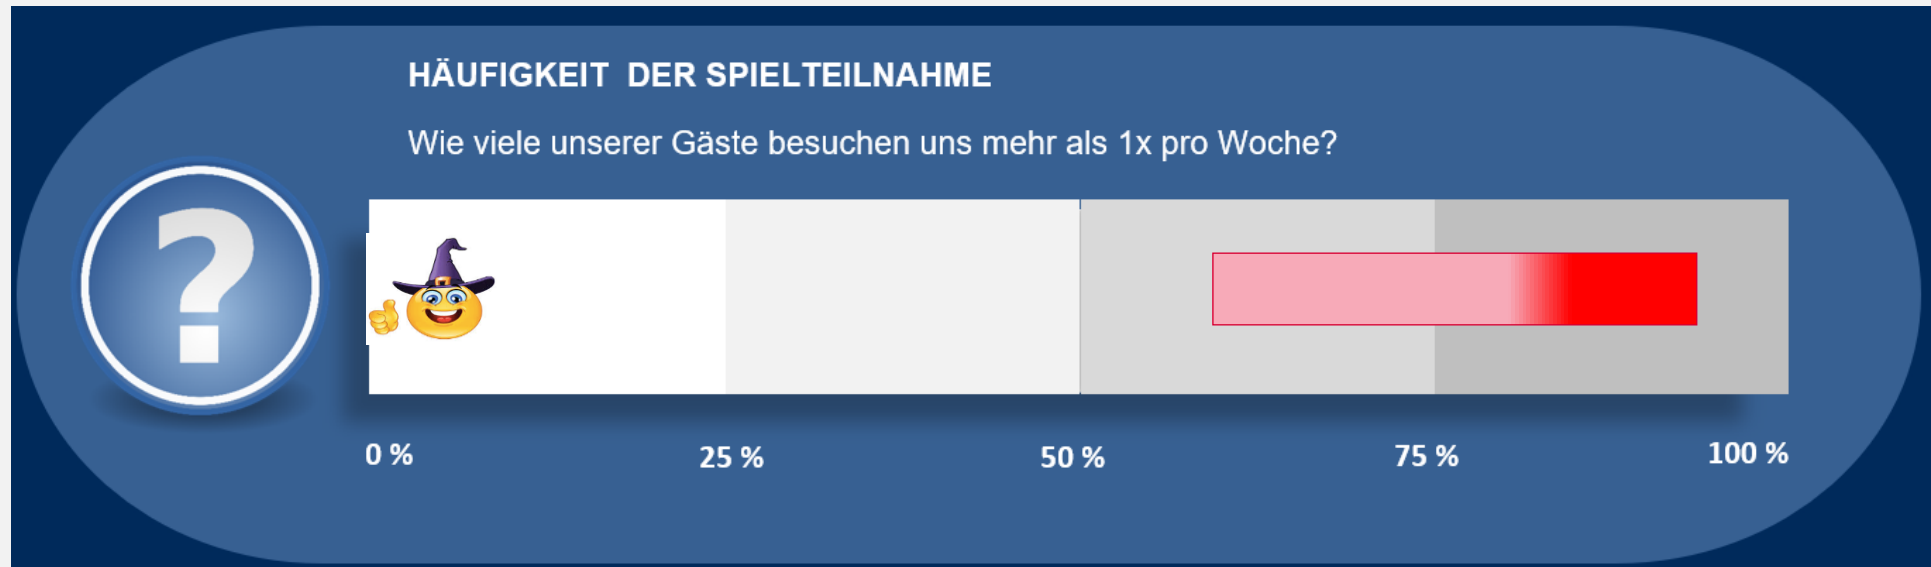 HÄUFIGKEIT DER SPIELTEILNAHME
Wie viele unserer Gäste besuchen uns mehr als 1x pro Woche?
?
0 % 25 % 50 % 75 % 100 %